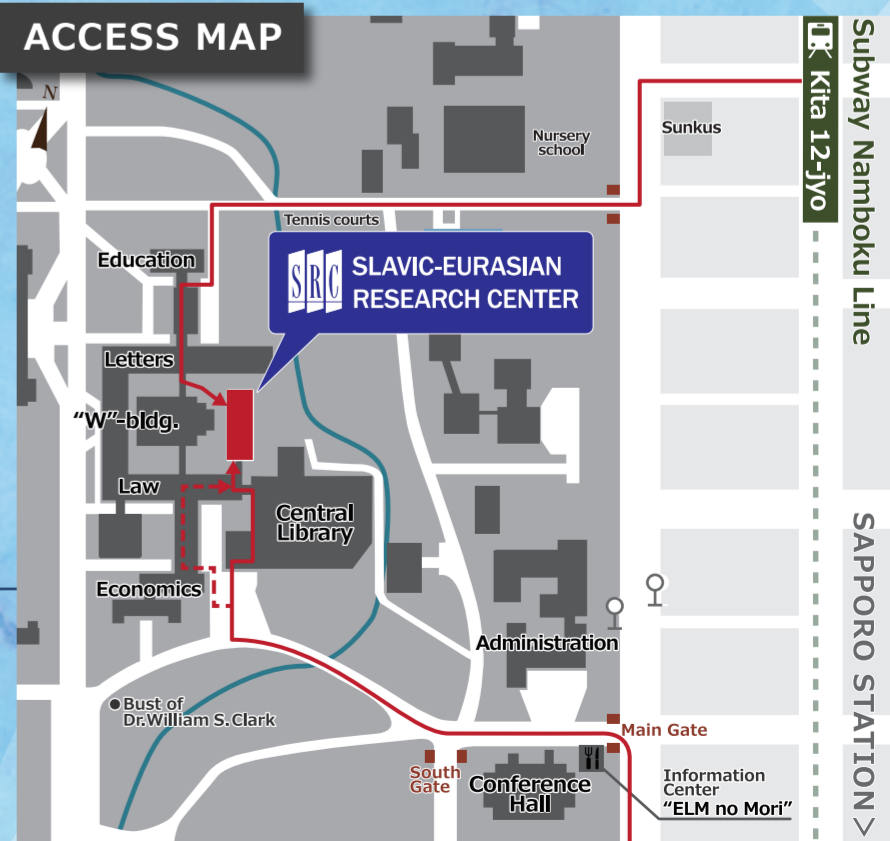 ACCESS MAP
N
Subway Namboku Line
Kita 12-jyo
Sunkus
Nursery
school
Tennis courts
Education
SRC
SLAVIC-EURASIAN
RESEARCH CENTER
Letters
“W”-bldg.
Law
Central
Library
Economics
SAPPORO STATION>
Administration
Bust of
Dr.William S.Clark
Main Gate
South
Gate
Conference
Hall
Information
Center
“ELM no Mori”